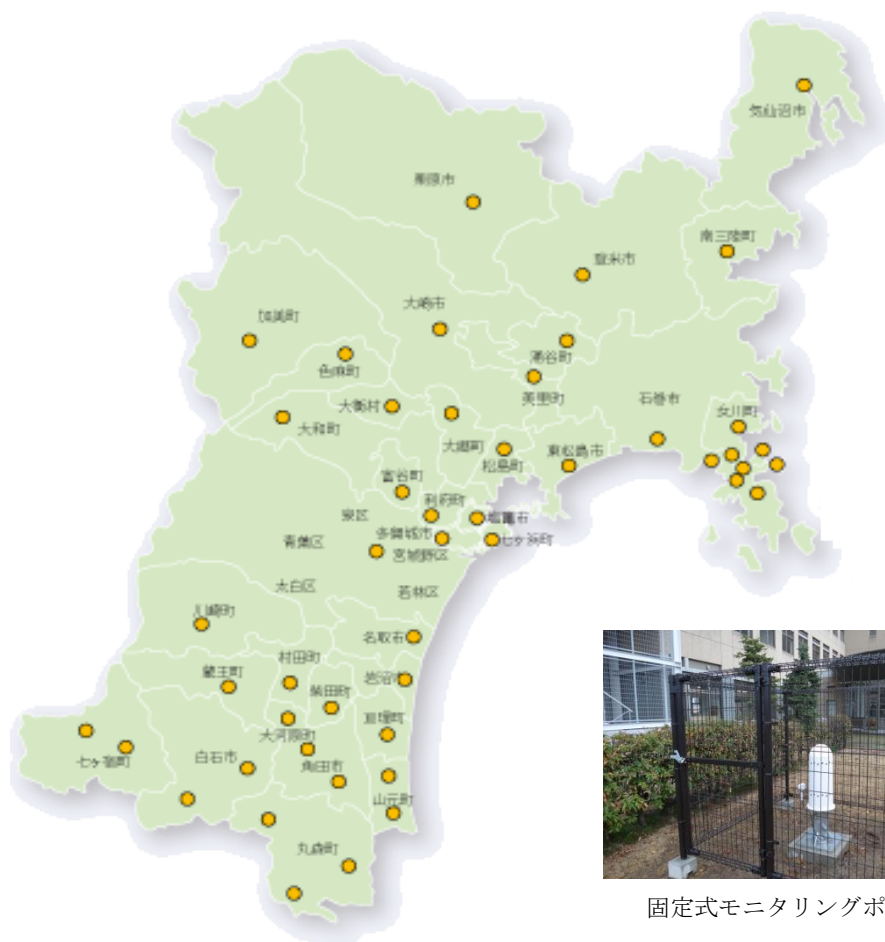 気仙沼市
栗原市
南三陸町
登米市
大崎市
加美町
涌谷町
色麻町
美里町
石巻市
大衡村
女川町
大和町
大郷町
東松島市
松島町
富谷町
利府町
泉区
塩竈市
多賀城市
青葉区
七ヶ浜町
宮城野区
太白区
若林区
川崎町
名取市
村田町
蔵王町
岩沼市
柴田町
亘理町
大河原町
白石市
七ヶ宿町
角田市
山元町
丸森町
固定式モニタリングポ